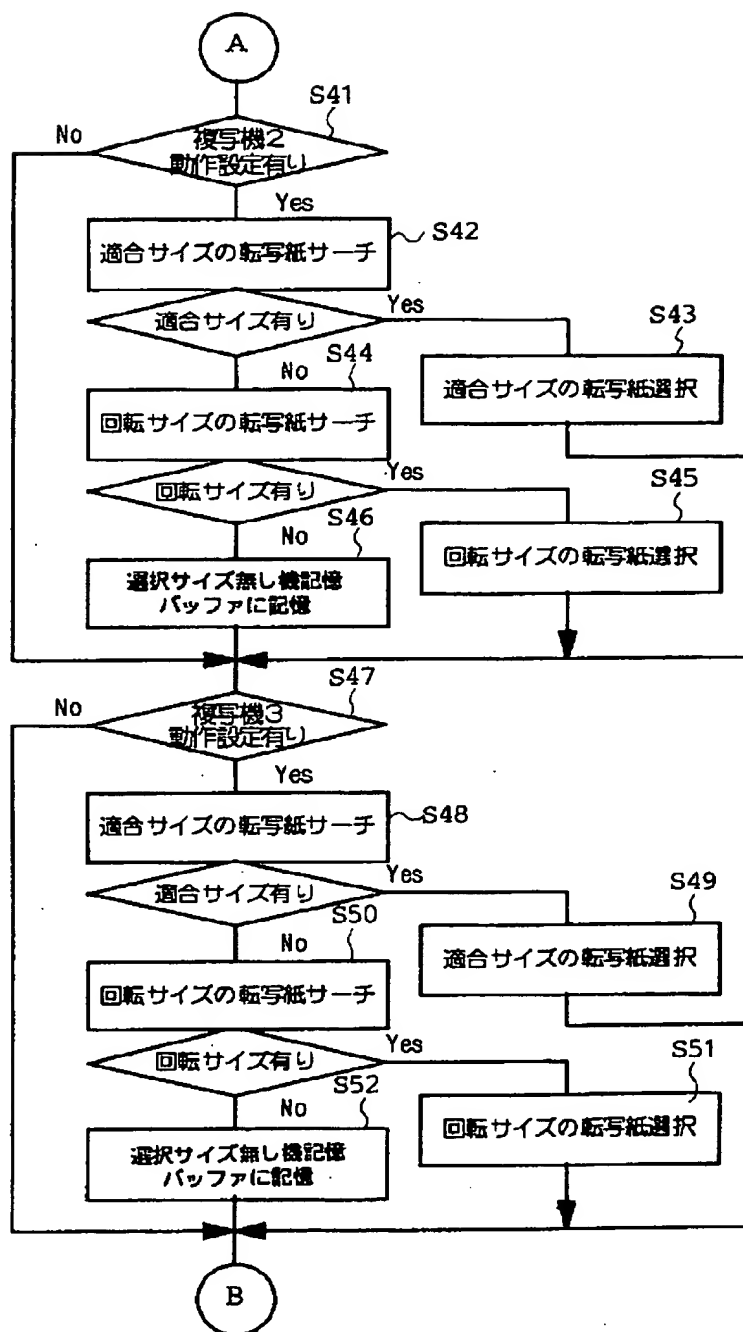 A
S41
No
複写機2
動作設定有り
Yes
S42
適合サイズの転写紙サーチ
Yes
適合サイズ有り
S43
S44
No
適合サイズの転写紙選択
回転サイズの転写紙サーチ
Yes
回転サイズ有り
S45
S46
No
回転サイズの転写紙選択
選択サイズ無し機記憶
バッファに記憶
S47
No
複写機3
動作設定有り
Yes
適合サイズの転写紙サーチ
S48
Yes
適合サイズ有り
S49
S50
No
適合サイズの転写紙選択
回転サイズの転写紙サーチ
Yes
回転サイズ有り
S51
S52
No
回転サイズの転写紙選択
選択サイズ無し機記憶
バッファに記憶
B